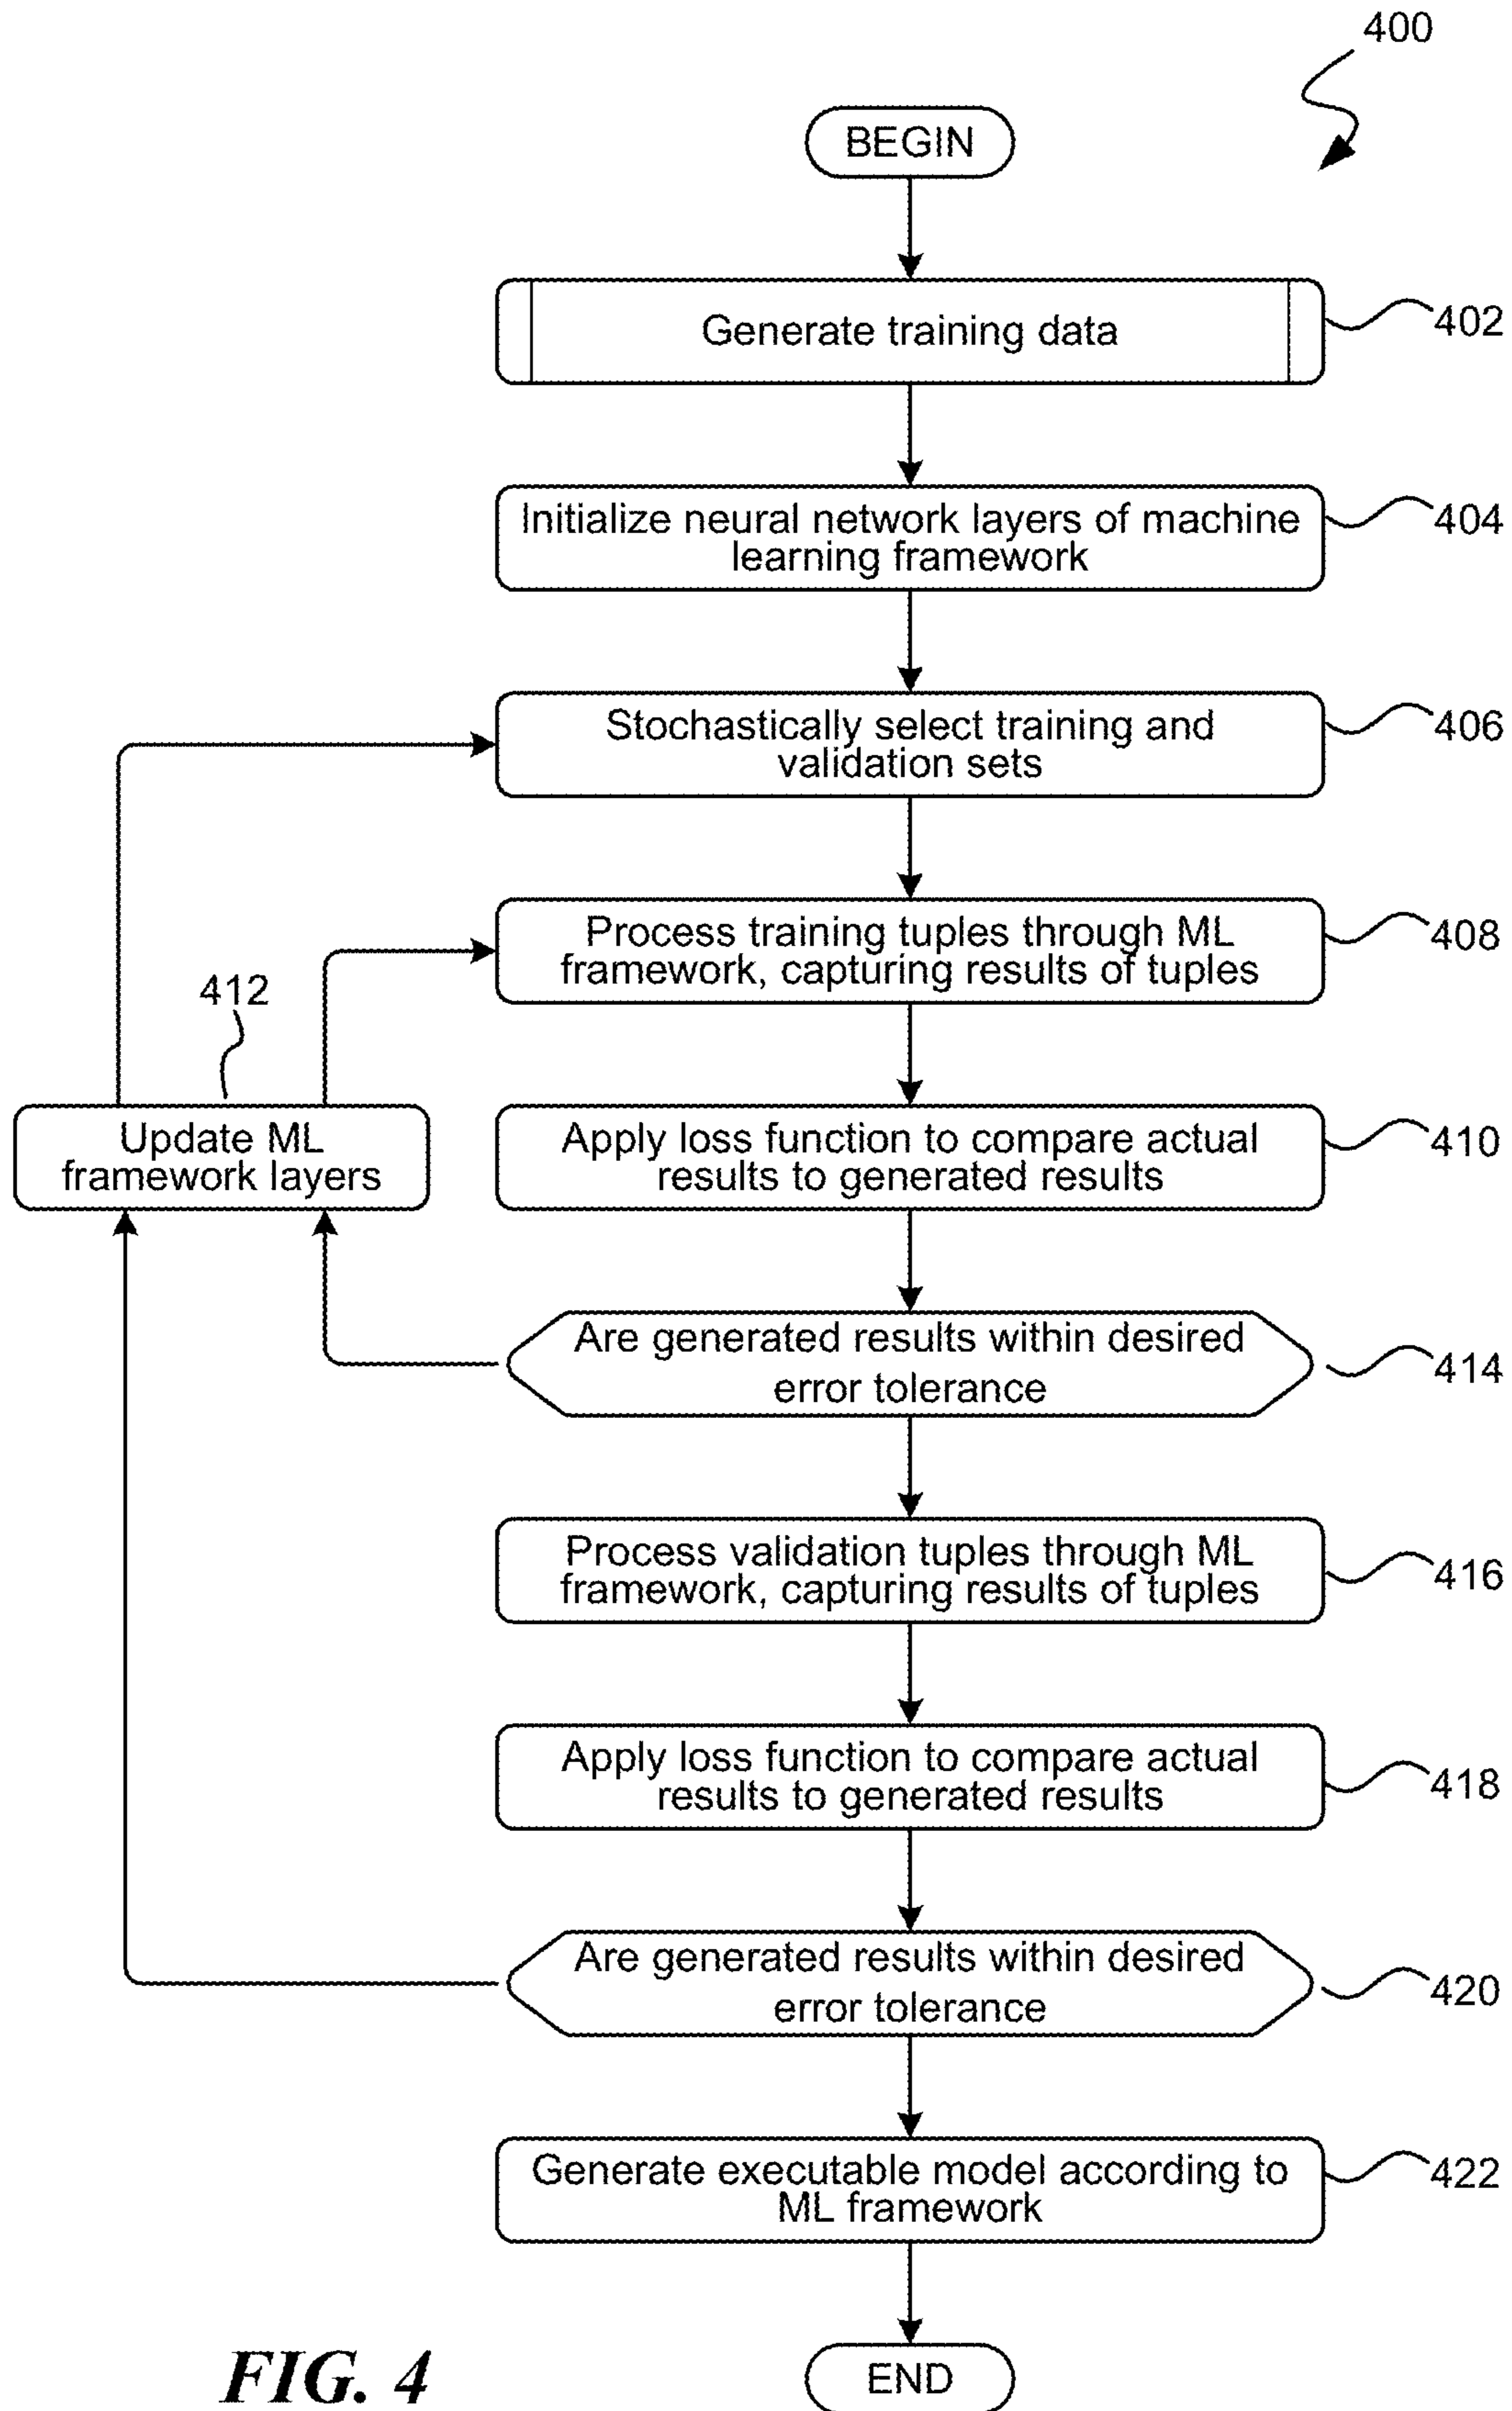 400
BEGIN
Generate training data
402
Initialize neural network layers of machine
learning framework
404
Stochastically select training and
validation sets
406
Process training tuples through ML
framework, capturing results of tuples
408
412
Update ML
framework layers
Apply loss function to compare actual
results to generated results
410
Are generated results within desired
error tolerance
414
Process validation tuples through ML
framework, capturing results of tuples
416
Apply loss function to compare actual
results to generated results
418
Are generated results within desired
error tolerance
420
Generate executable model according to
ML framework
422
END
FIG. 4